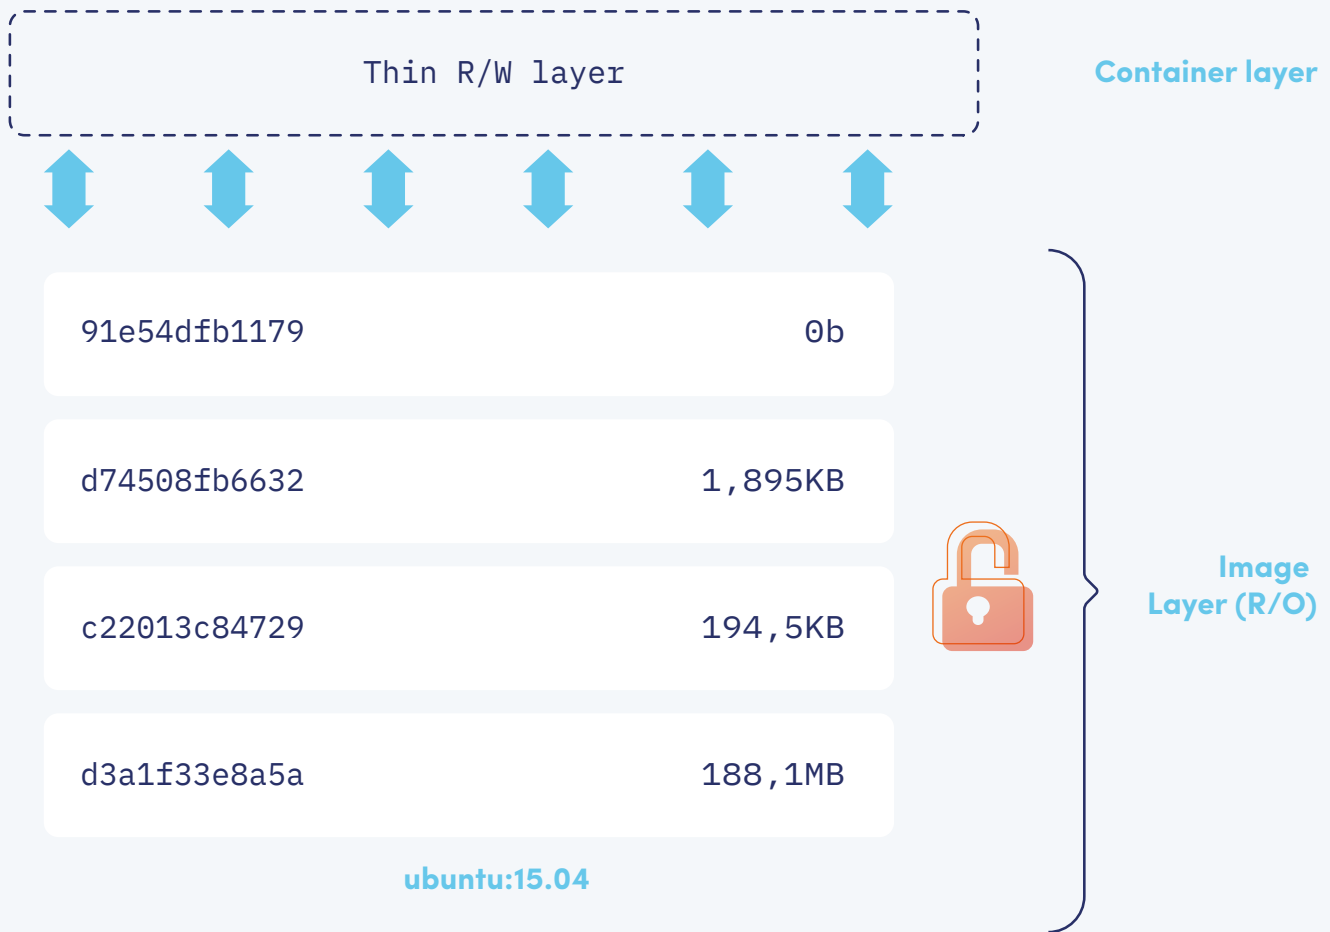 Thin R/W layer
Container layer
91e54dfb1179 0b
d74508fb6632 1,895KB
c22013c84729 194,5KB
d3a1f33e8a5a 188,1MB
Image
Layer (R/O)
ubuntu:15.04